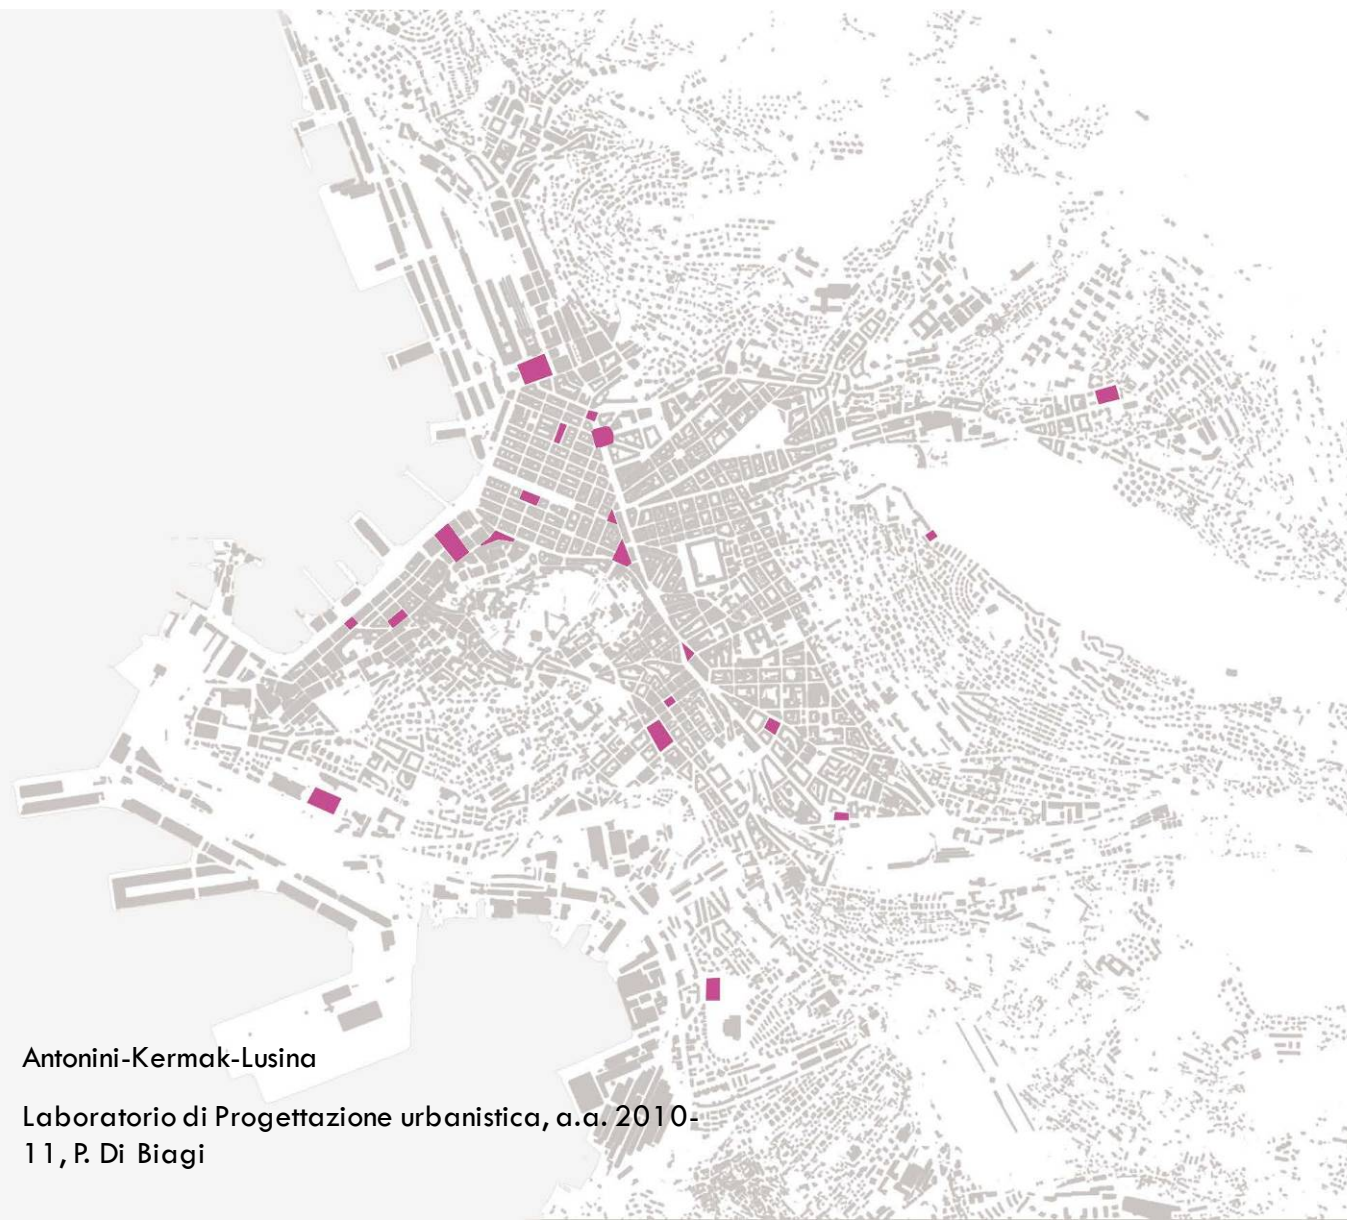 Antonini-Kermak-Lusina
Laboratorio di Progettazione urbanistica, a.a. 2010-
11, P. Di Biagi